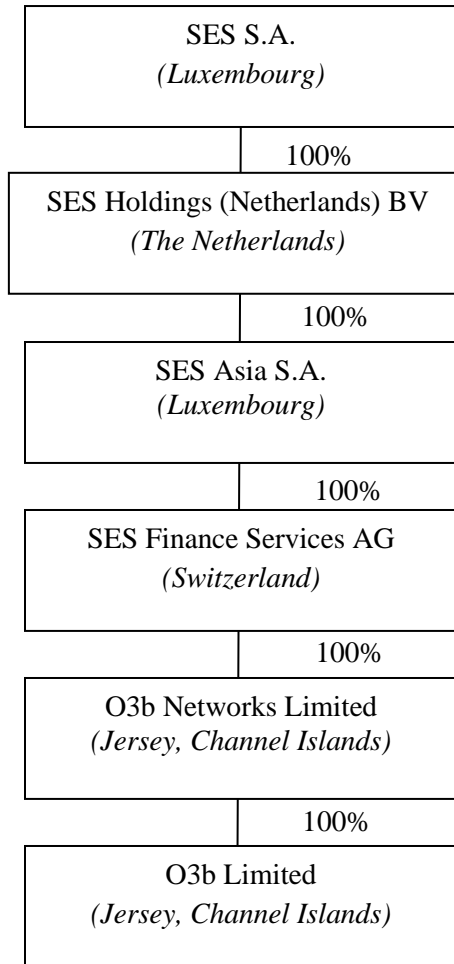 SES S.A.
(Luxembourg)
100%
SES Holdings (Netherlands) BV
(The Netherlands)
100%
SES Asia S.A.
(Luxembourg)
100%
SES Finance Services AG
(Switzerland)
100%
O3b Networks Limited
(Jersey, Channel Islands)
100%
O3b Limited
(Jersey, Channel Islands)